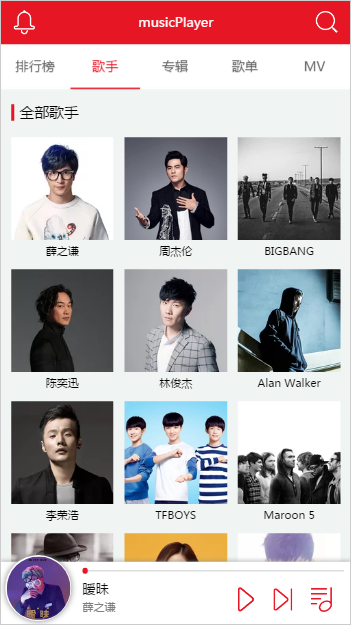 musicPlayer
排行榜 歌手 专辑 歌单 MV
全部歌手
薛之谦 周杰伦 BIGBANG
陈奕迅 林俊杰 Alan Walker
李荣浩 TFBOYS Maroon 5
暧昧
薛之谦